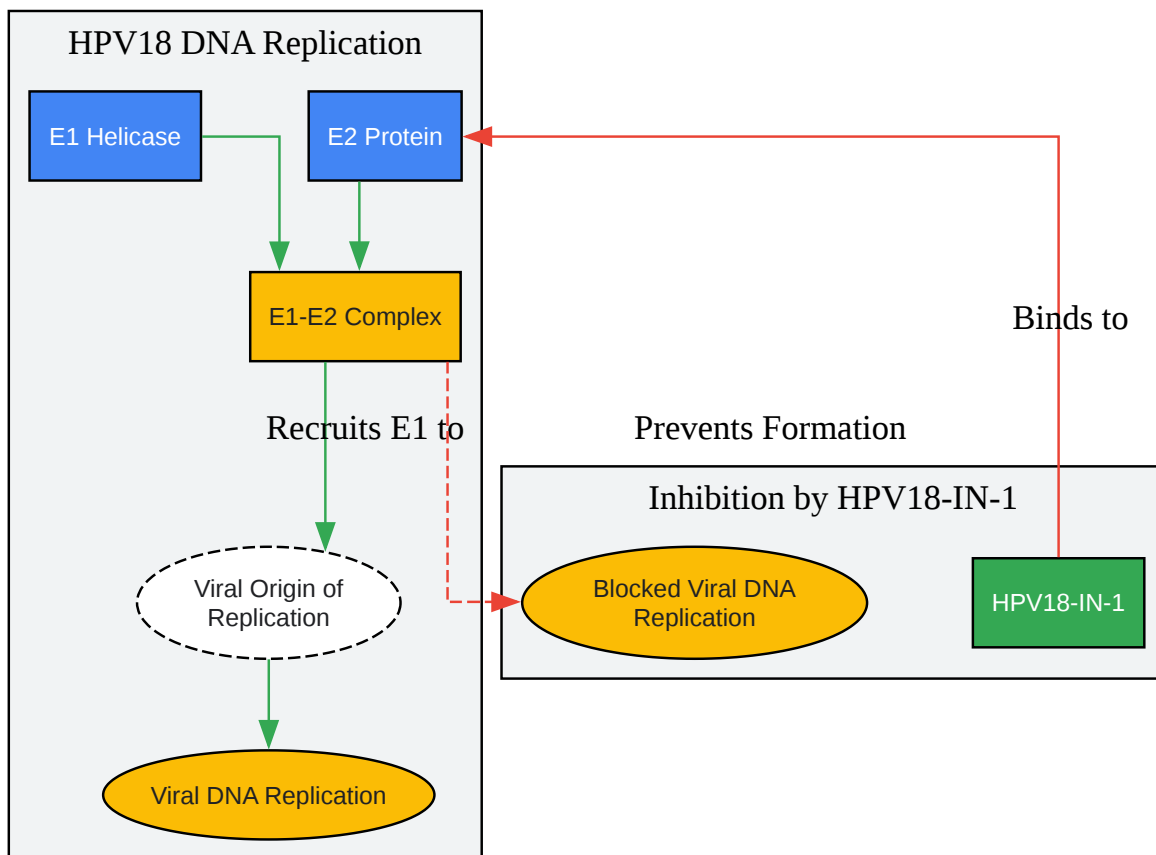 HPV18 DNA Replication
E1 Helicase
E2 Protein
E1-E2 Complex
Binds to
Recruits E1 to
Prevents Formation
Inhibition by HPV18-IN-1
Viral Origin of
Replication
Blocked Viral DNA
Replication
HPV18-IN-1
Viral DNA Replication